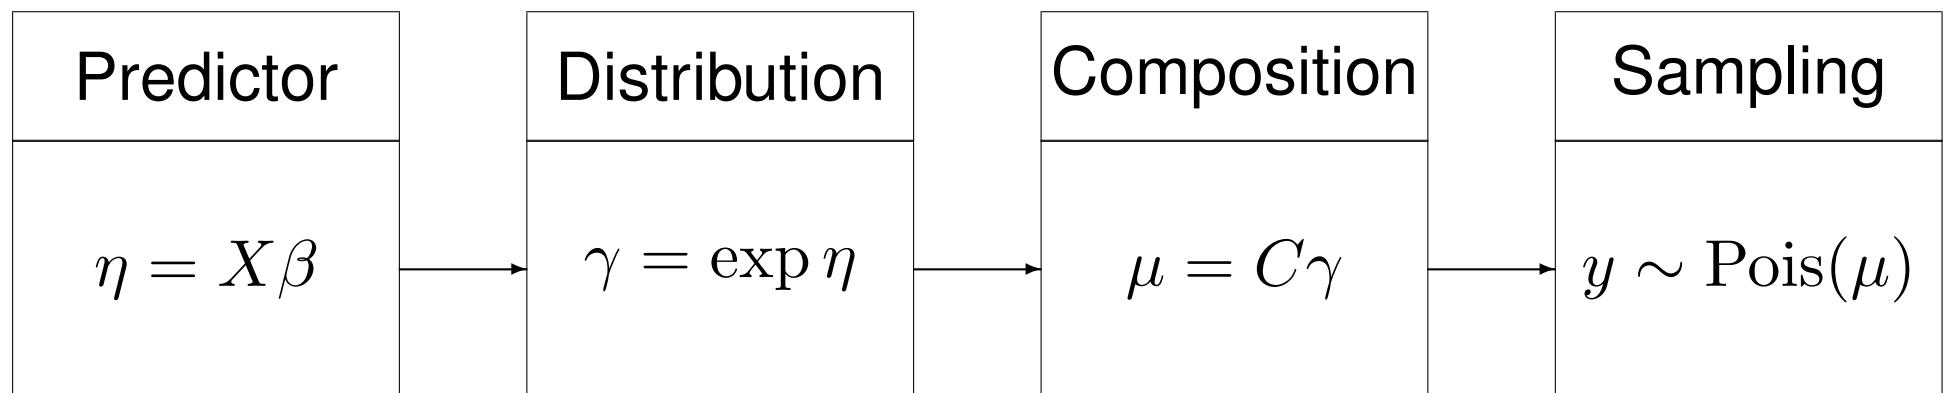 Predictor
η = Xβ
Distribution
γ = exp η
Composition
μ = Cγ
Sampling
y ∼ Pois(μ)